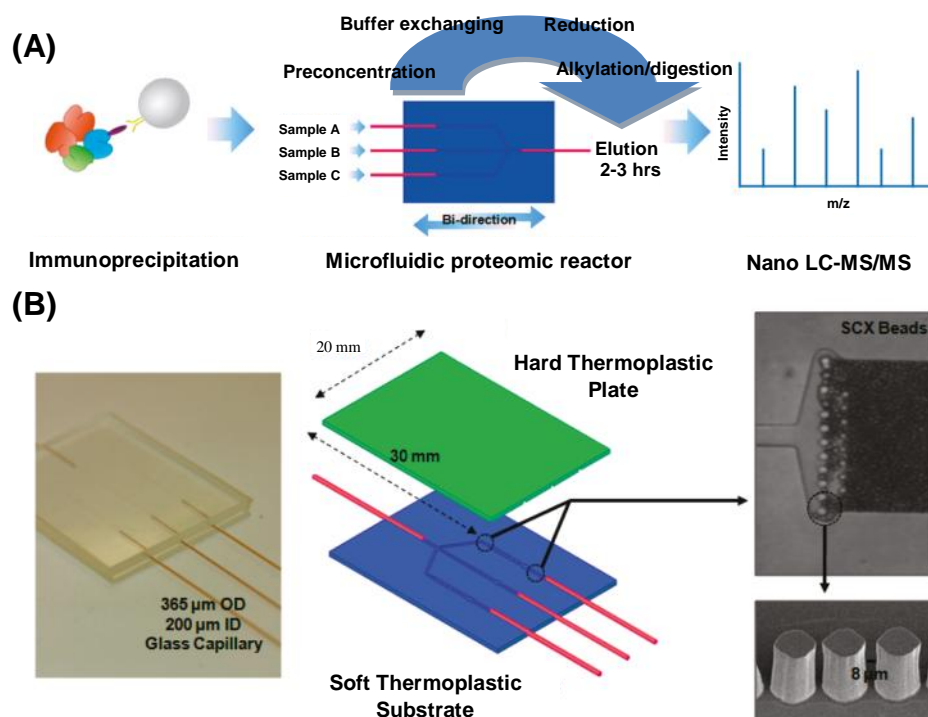 (A)
Buffer exchanging
Reduction
Preconcentration
Alkylation/digestion
Sample A
Sample B
Sample C
Elution
2-3 hrs
Bi-direction
Intensity
m/z
Immunoprecipitation
Microfluidic proteomic reactor
Nano LC-MS/MS
(B)
20 mm
Hard Thermoplastic
Plate
30 mm
SCX Beads
365 µm OD
200 µm ID
Glass Capillary
8 µm
Soft Thermoplastic
Substrate